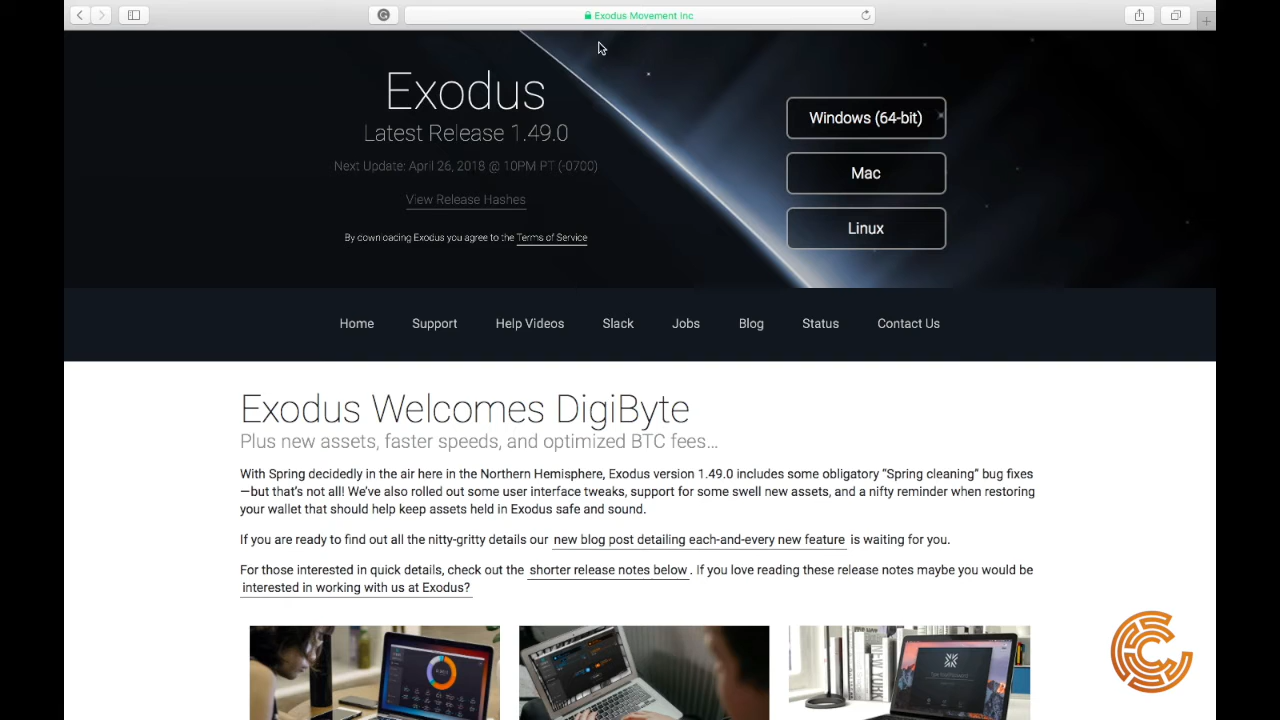 Exodus Movement Inc
Exodus
Latest Release 1.49.0
Next Update: April 26, 2018 @ 10PM PT (-0700)
View Release Hashes
By downloading Exodus you agree to the Terms of Service
Windows (64-bit)
Mac
Linux
Home Support Help Videos Slack Jobs Blog Status Contact Us
Exodus Welcomes DigiByte
Plus new assets, faster speeds, and optimized BTC fees...
With Spring decidedly in the air here in the Northern Hemisphere, Exodus version 1.49.0 includes some obligatory “Spring cleaning” bug fixes
—but that’s not all! We’ve also rolled out some user interface tweaks, support for some swell new assets, and a nifty reminder when restoring
your wallet that should help keep assets held in Exodus safe and sound.
If you are ready to find out all the nitty-gritty details our new blog post detailing each-and-every new feature is waiting for you.
For those interested in quick details, check out the shorter release notes below. If you love reading these release notes maybe you would be
interested in working with us at Exodus?